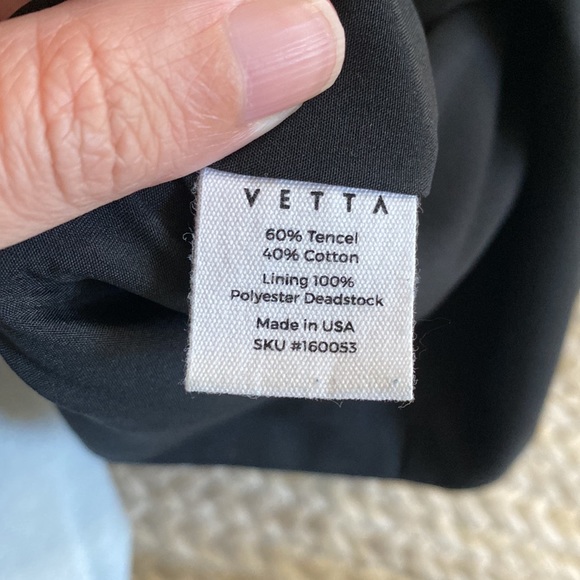 VETTA
60% Tencel
40% Cotton
Lining 100%
Polyester Deadstock
Made in USA
SKU #160053